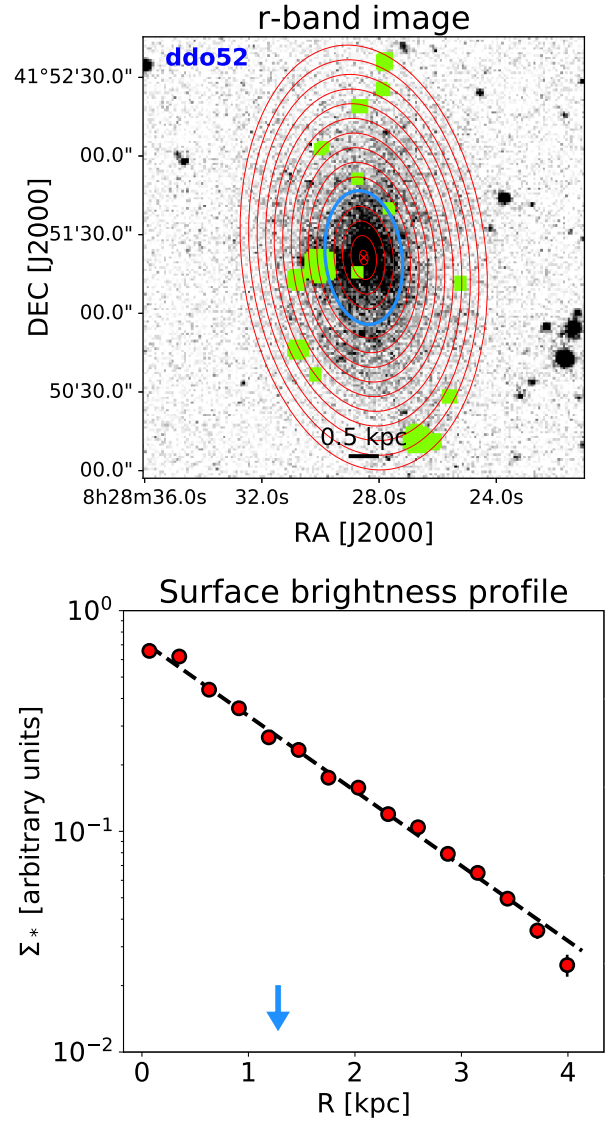 r-band image
ddo52
41°52'30.0"
00.0"
51'30.0"
00.0"
50'30.0"
00.0"
DEC [J2000]
0.5 kpc
8h28m36.0s 32.0s 28.0s 24.0s
RA [J2000]
Surface brightness profile
10⁰
10⁻¹
10⁻²
Σ* [arbitrary units]
0 1 2 3 4
R [kpc]